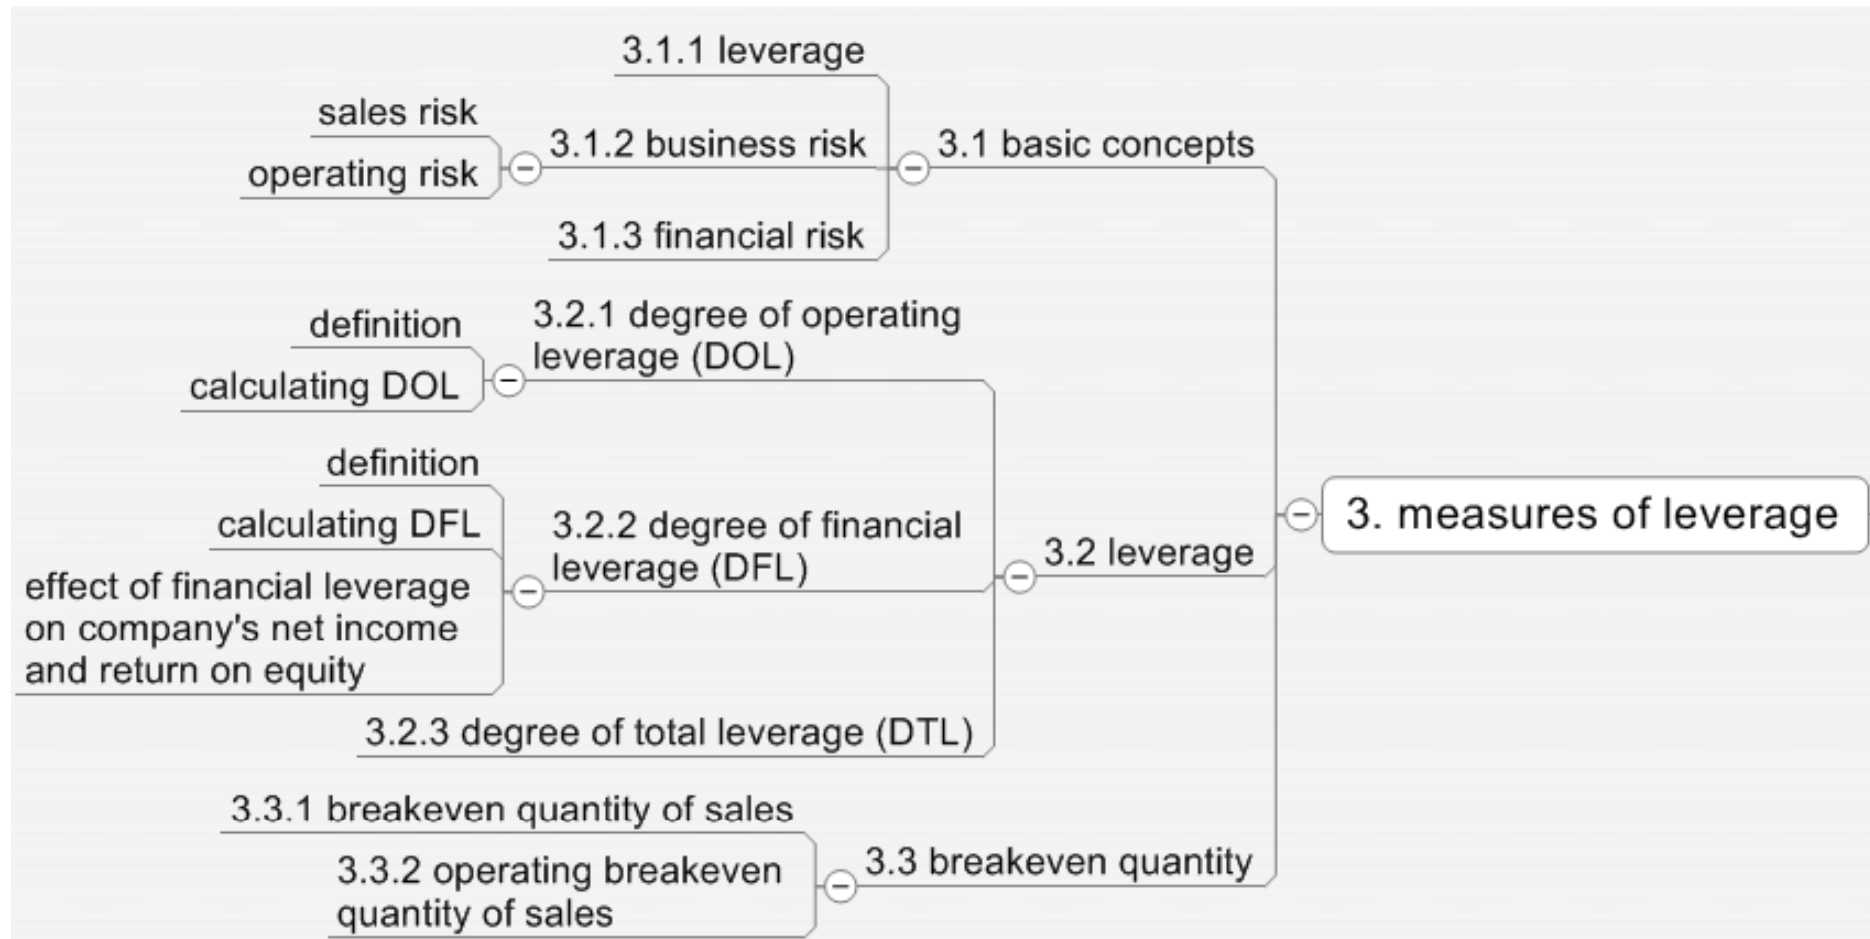 3. measures of leverage
3.1 basic concepts
3.1.1 leverage
3.1.2 business risk
sales risk
operating risk
3.1.3 financial risk
3.2 leverage
3.2.1 degree of operating
leverage (DOL)
definition
calculating DOL
3.2.2 degree of financial
leverage (DFL)
definition
calculating DFL
effect of financial leverage
on company's net income
and return on equity
3.2.3 degree of total leverage (DTL)
3.3 breakeven quantity
3.3.1 breakeven quantity of sales
3.3.2 operating breakeven
quantity of sales